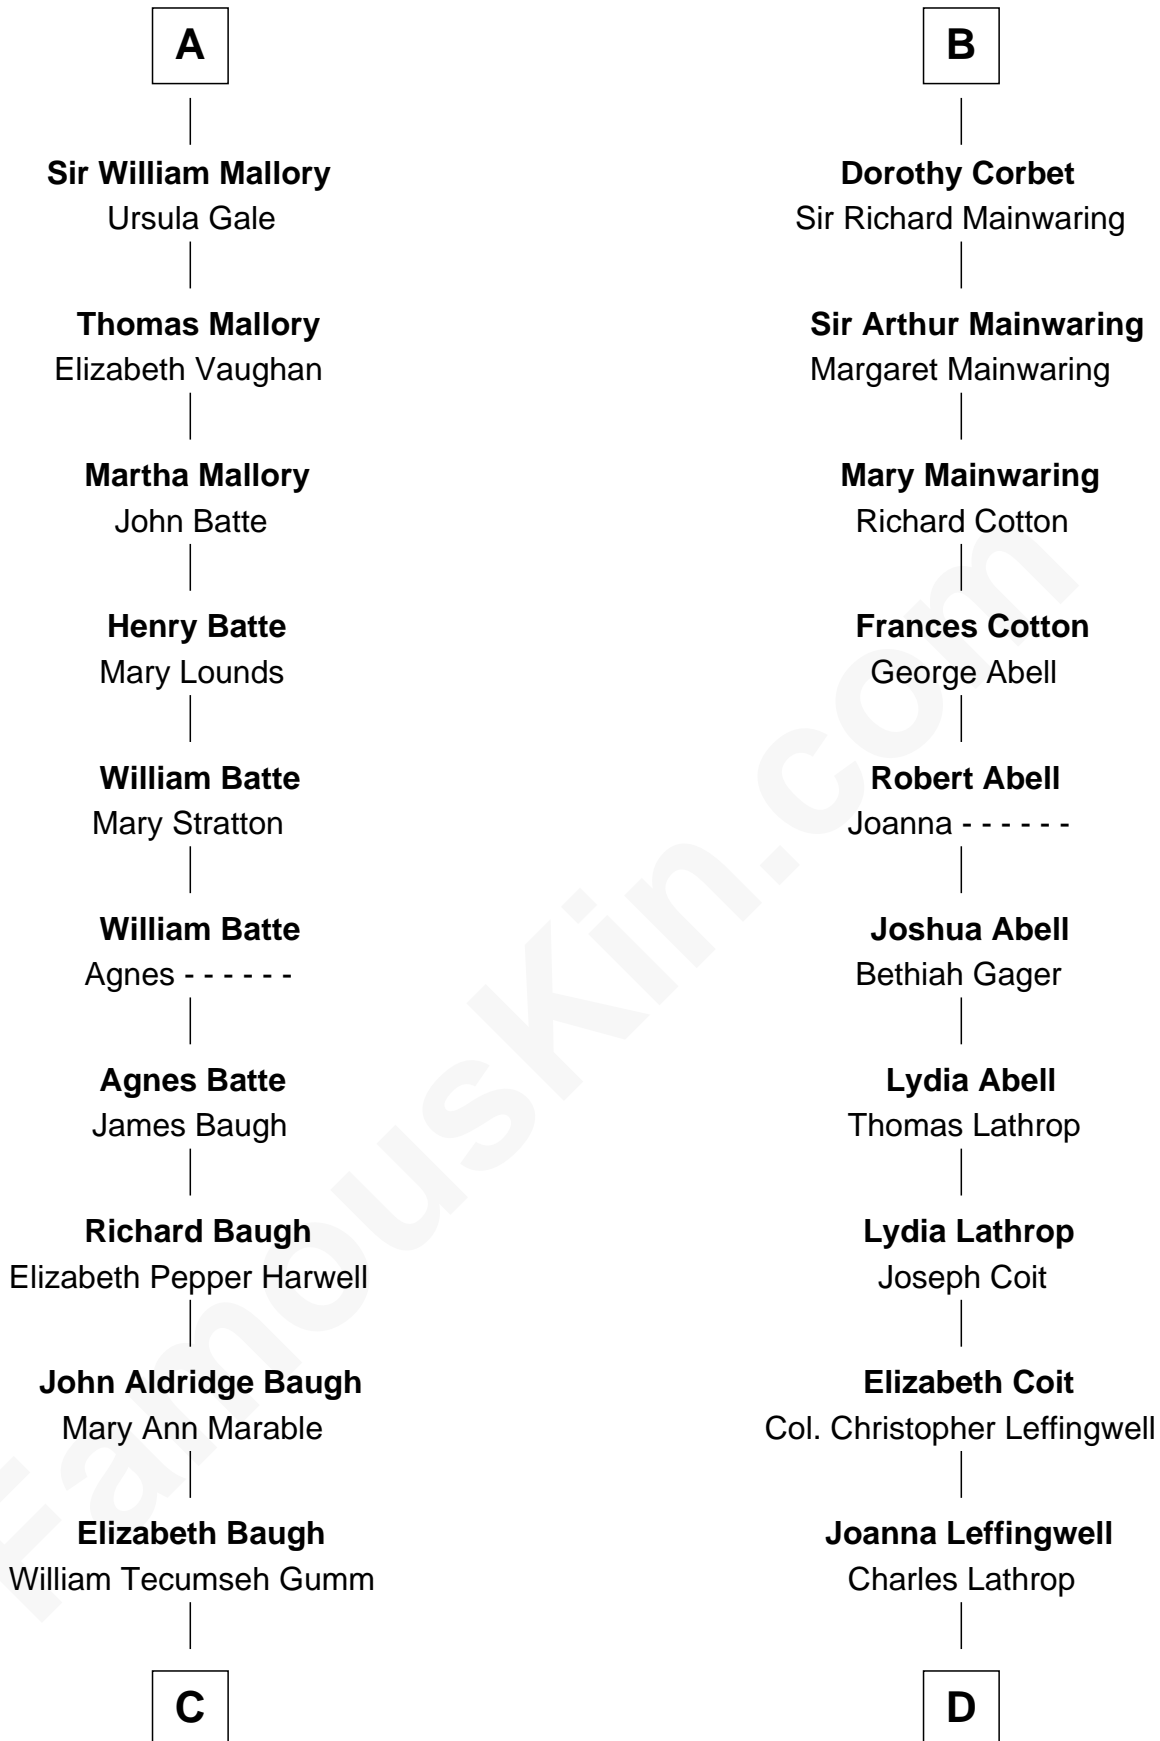 A
Sir William Mallory
Ursula Gale
Thomas Mallory
Elizabeth Vaughan
Martha Mallory
John Batte
Henry Batte
Mary Lounds
William Batte
Mary Stratton
William Batte
Agnes - - - - - -
Agnes Batte
James Baugh
Richard Baugh
Elizabeth Pepper Harwell
John Aldridge Baugh
Mary Ann Marable
Elizabeth Baugh
William Tecumseh Gumm
C
B
Dorothy Corbet
Sir Richard Mainwaring
Sir Arthur Mainwaring
Margaret Mainwaring
Mary Mainwaring
Richard Cotton
Frances Cotton
George Abell
Robert Abell
Joanna - - - - - -
Joshua Abell
Bethiah Gager
Lydia Abell
Thomas Lathrop
Lydia Lathrop
Joseph Coit
Elizabeth Coit
Col. Christopher Leffingwell
Joanna Leffingwell
Charles Lathrop
D
FamousKin.com